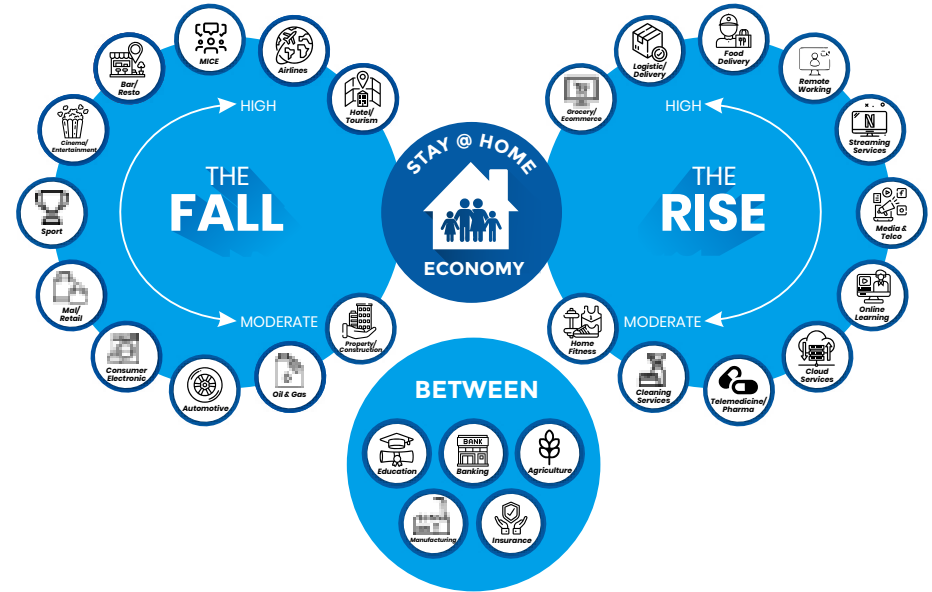 MICE
Airlines
Hotel/
Tourism
Bar/
Resto
Cinema/
Entertainment
Sport
Mal/
Retail
Consumer
Electronic
Automotive
Oil & Gas
Property/
Construction
HIGH
THE
FALL
MODERATE
STAY @ HOME
ECONOMY
Grocery/
Ecommerce
Logistic/
Delivery
Food
Delivery
Remote
Working
N
Streaming
Services
Media &
Telco
Online
Learning
Cloud
Services
Telemedicine/
Pharma
Cleaning
Services
Home
Fitness
HIGH
THE
RISE
MODERATE
BETWEEN
Education
BANK
Banking
Agriculture
Manufacturing
Insurance